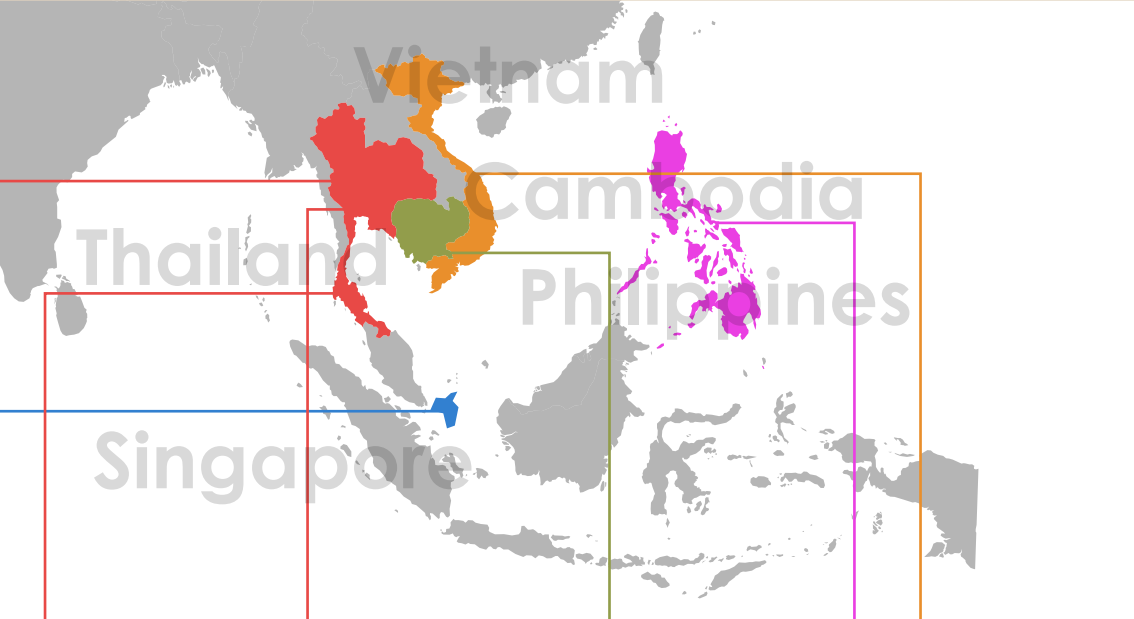 Vietnam
Cambodia
Thailand
Philippines
Singapore